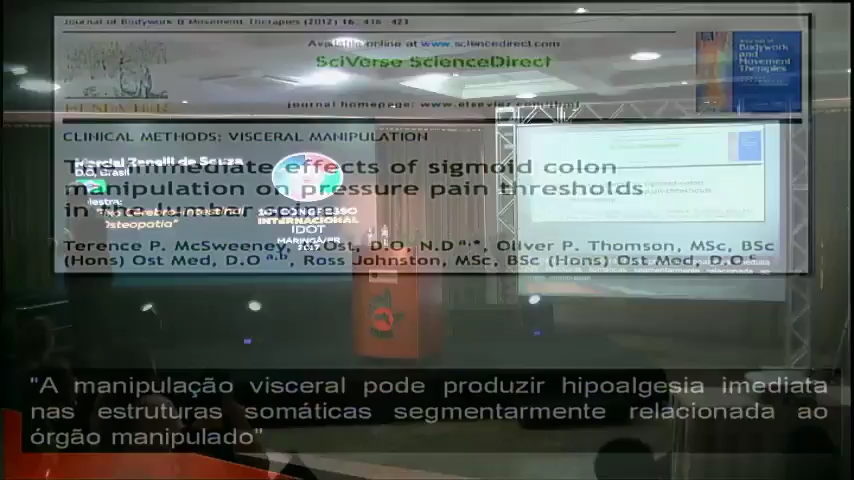 Journal of Bodywork & Movement Therapies (2012) 16, 416 - 423
Available online at www.sciencedirect.com
SciVerse ScienceDirect
journal homepage: www.elsevier.com/jbmt
Bodywork
and
Movement
Therapies
CLINICAL METHODS: VISCERAL MANIPULATION
The immediate effects of sigmoid colon
manipulation on pressure pain thresholds
in the lumbar spine
Terence P. McSweeney, Ost, D.O, N.D, Oliver P. Thomson, MSc, BSc
(Hons) Ost Med, D.O a,b, Ross Johnston, MSc, BSc (Hons) Ost Med, D.O
Marcial Zanelli de Souza
D.O, Brasil
Cérebro-Intestinal
Osteopatia"
CONGRESSO
INTERNACIONAL
IDOT
MARINGÁ/PR
2017
"A manipulação visceral pode produzir hipoalgesia imediata
nas estruturas somáticas segmentarmente relacionada ao
órgão manipulado"